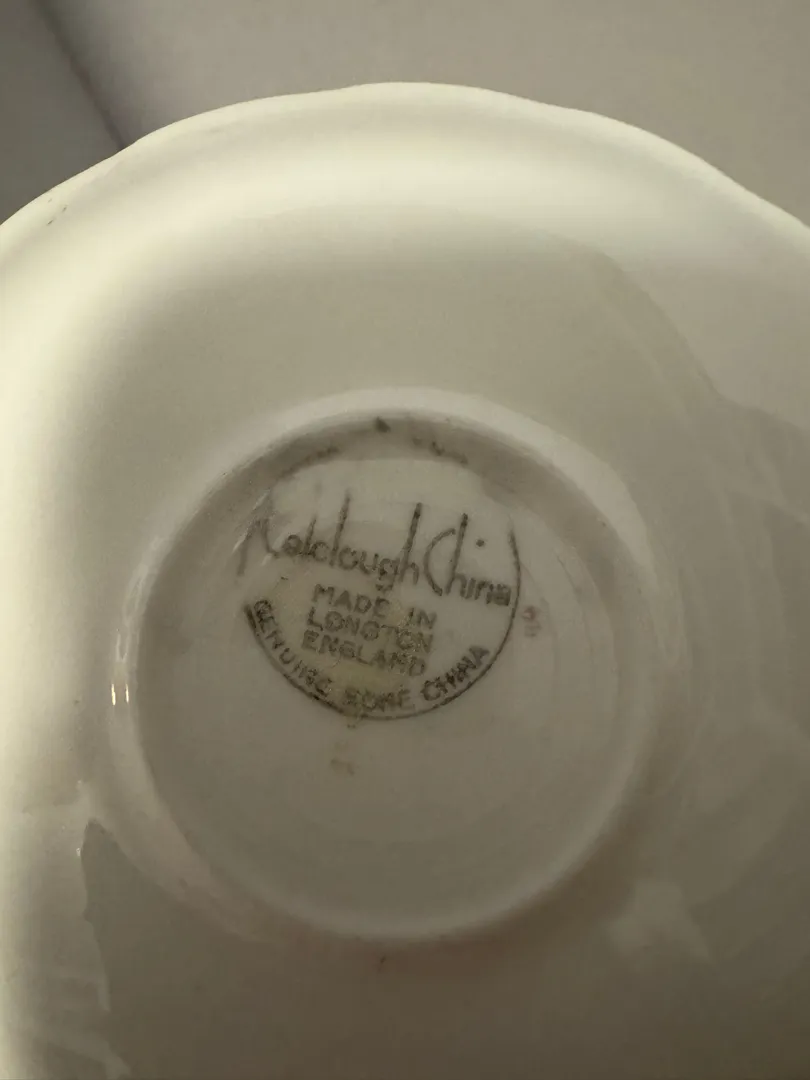 Colclough China
MADE IN
LONGTON
ENGLAND
GENUINE BONE CHINA